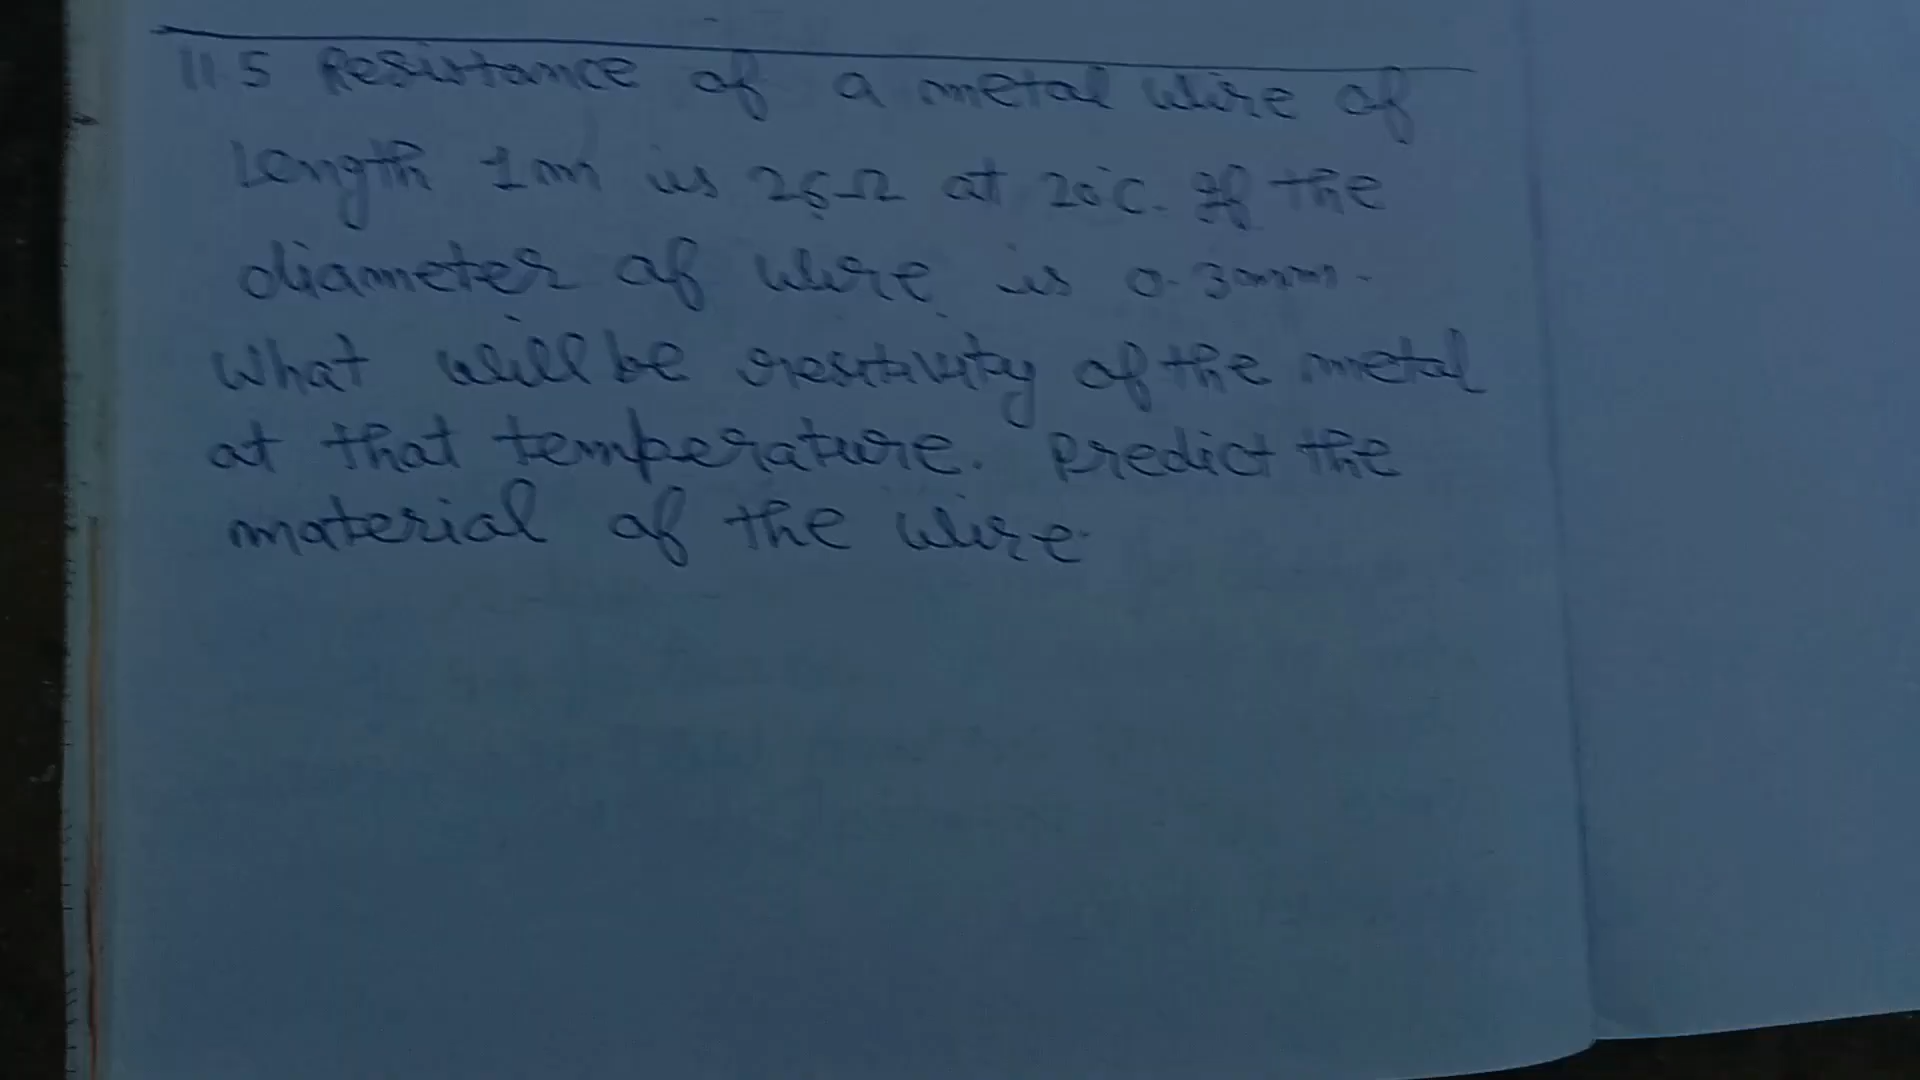 11.5 Resistance of a metal wire of
Length 1m is 26Ω at 20°C. If the
diameter of wire is 0.3mm.
What will be resitivity of the metal
at that temperature. Predict the
material of the wire.